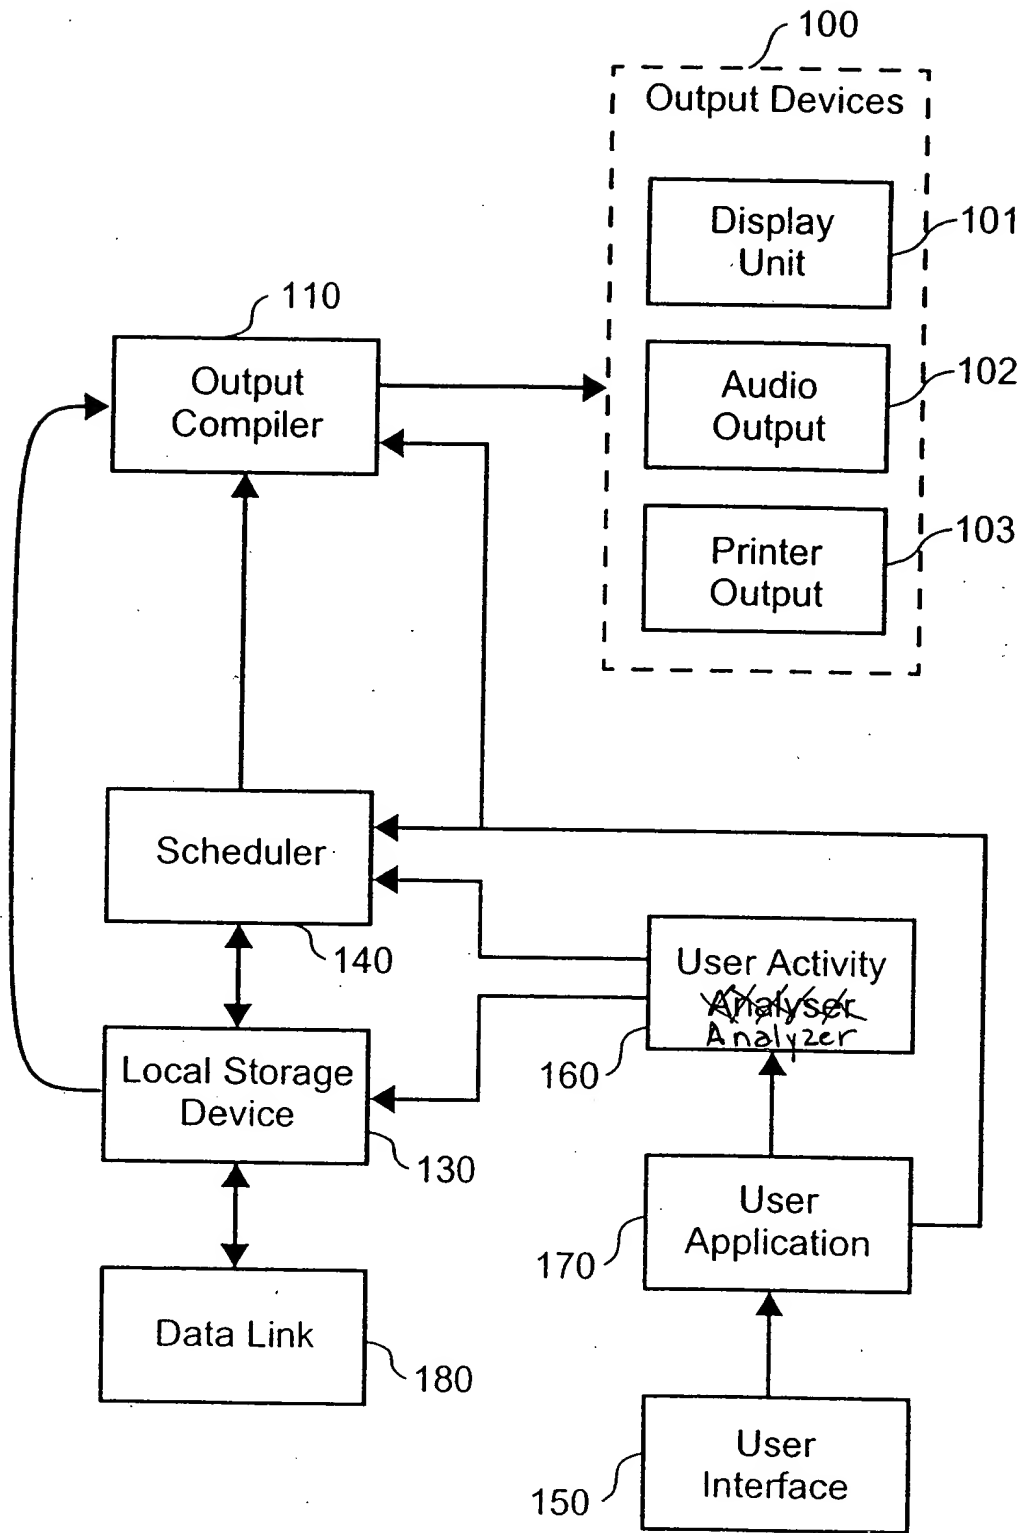 100
Output Devices
Display
Unit
101
110
Output
Compiler
Audio
Output
102
Printer
Output
103
Scheduler
140
User Activity
Analyser
Analyzer
160
Local Storage
Device
130
User
Application
170
Data Link
180
User
Interface
150